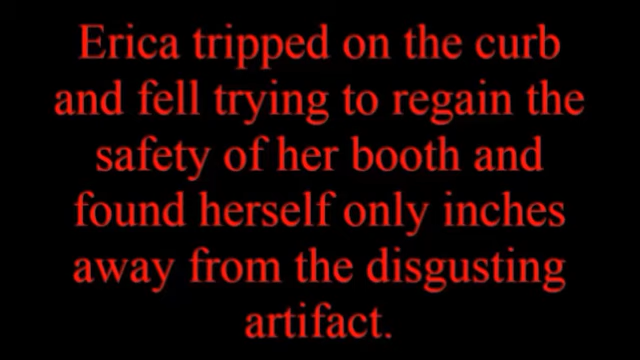 Erica tripped on the curb
and fell trying to regain the
safety of her booth and
found herself only inches
away from the disgusting
artifact.